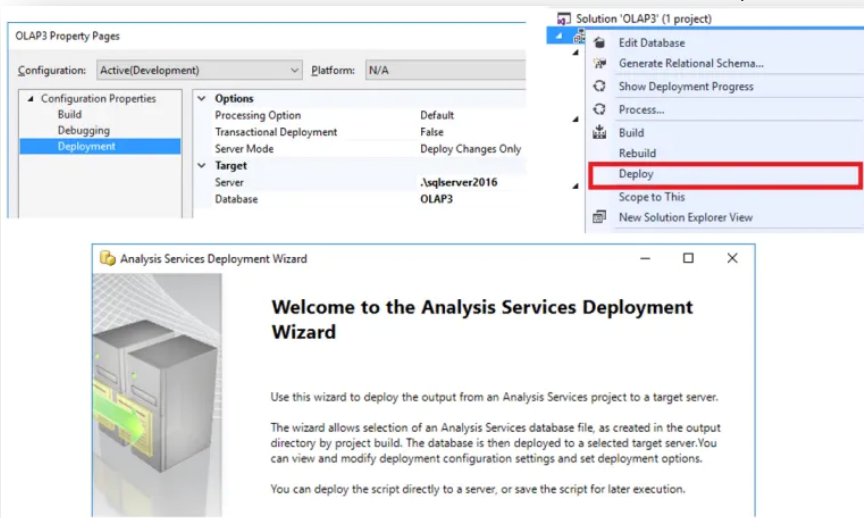 OLAP3 Property Pages
Configuration: Active(Development) Platform: N/A
Configuration Properties
Build
Debugging
Deployment
Options
Processing Option Default
Transactional Deployment False
Server Mode Deploy Changes Only
Target
Server .\sqlserver2016
Database OLAP3
Solution 'OLAP3' (1 project)
Edit Database
Generate Relational Schema...
Show Deployment Progress
Process...
Build
Rebuild
Deploy
Scope to This
New Solution Explorer View
Analysis Services Deployment Wizard
Welcome to the Analysis Services Deployment
Wizard
Use this wizard to deploy the output from an Analysis Services project to a target server.
The wizard allows selection of an Analysis Services database file, as created in the output
directory by project build. The database is then deployed to a selected target server.You
can view and modify deployment configuration settings and set deployment options.
You can deploy the script directly to a server, or save the script for later execution.